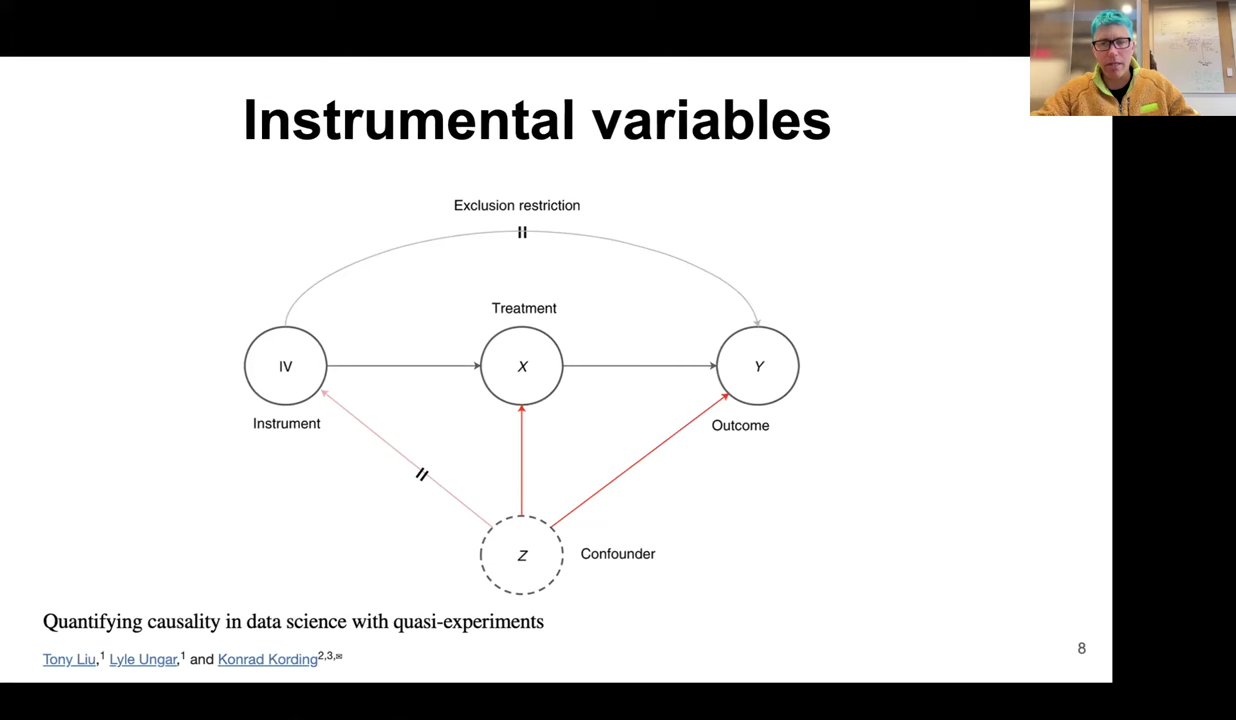 Instrumental variables
Exclusion restriction
Treatment
IV
X
Y
Instrument
Outcome
Z
Confounder
Quantifying causality in data science with quasi-experiments
Tony Liu,¹ Lyle Ungar,¹ and Konrad Kording²,³,✉
8